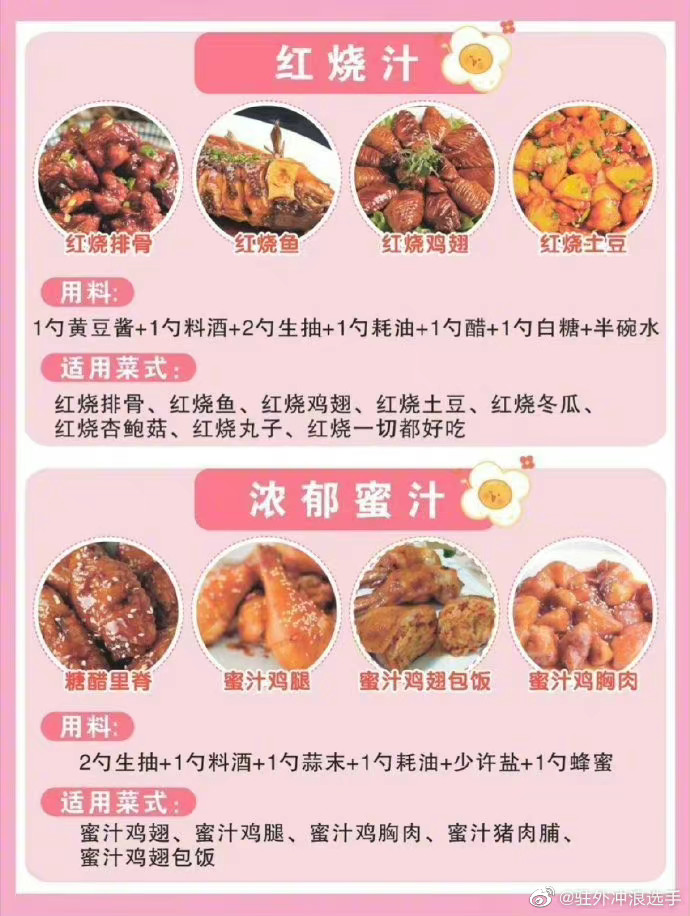 红烧汁
红烧排骨 红烧鱼 红烧鸡翅 红烧土豆
用料:
1勺黄豆酱+1勺料酒+2勺生抽+1勺耗油+1勺醋+1勺白糖+半碗水
适用菜式:
红烧排骨、红烧鱼、红烧鸡翅、红烧土豆、红烧冬瓜、
红烧杏鲍菇、红烧丸子、红烧一切都好吃
浓郁蜜汁
糖醋里脊 蜜汁鸡腿 蜜汁鸡翅包饭 蜜汁鸡胸肉
用料:
2勺生抽+1勺料酒+1勺蒜末+1勺耗油+少许盐+1勺蜂蜜
适用菜式:
蜜汁鸡翅、蜜汁鸡腿、蜜汁鸡胸肉、蜜汁猪肉脯、
蜜汁鸡翅包饭
@驻外冲浪选手